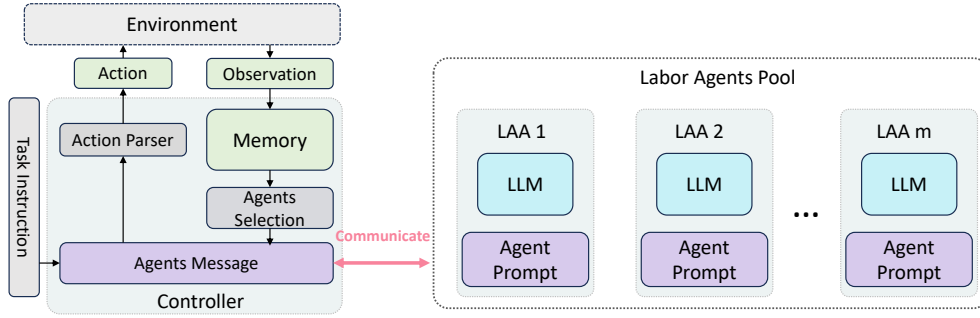 Environment
Action
Observation
Task Instruction
Action Parser
Memory
Agents
Selection
Agents Message
Controller
Communicate
Labor Agents Pool
LAA 1
LLM
Agent
Prompt
LAA 2
LLM
Agent
Prompt
...
LAA m
LLM
Agent
Prompt